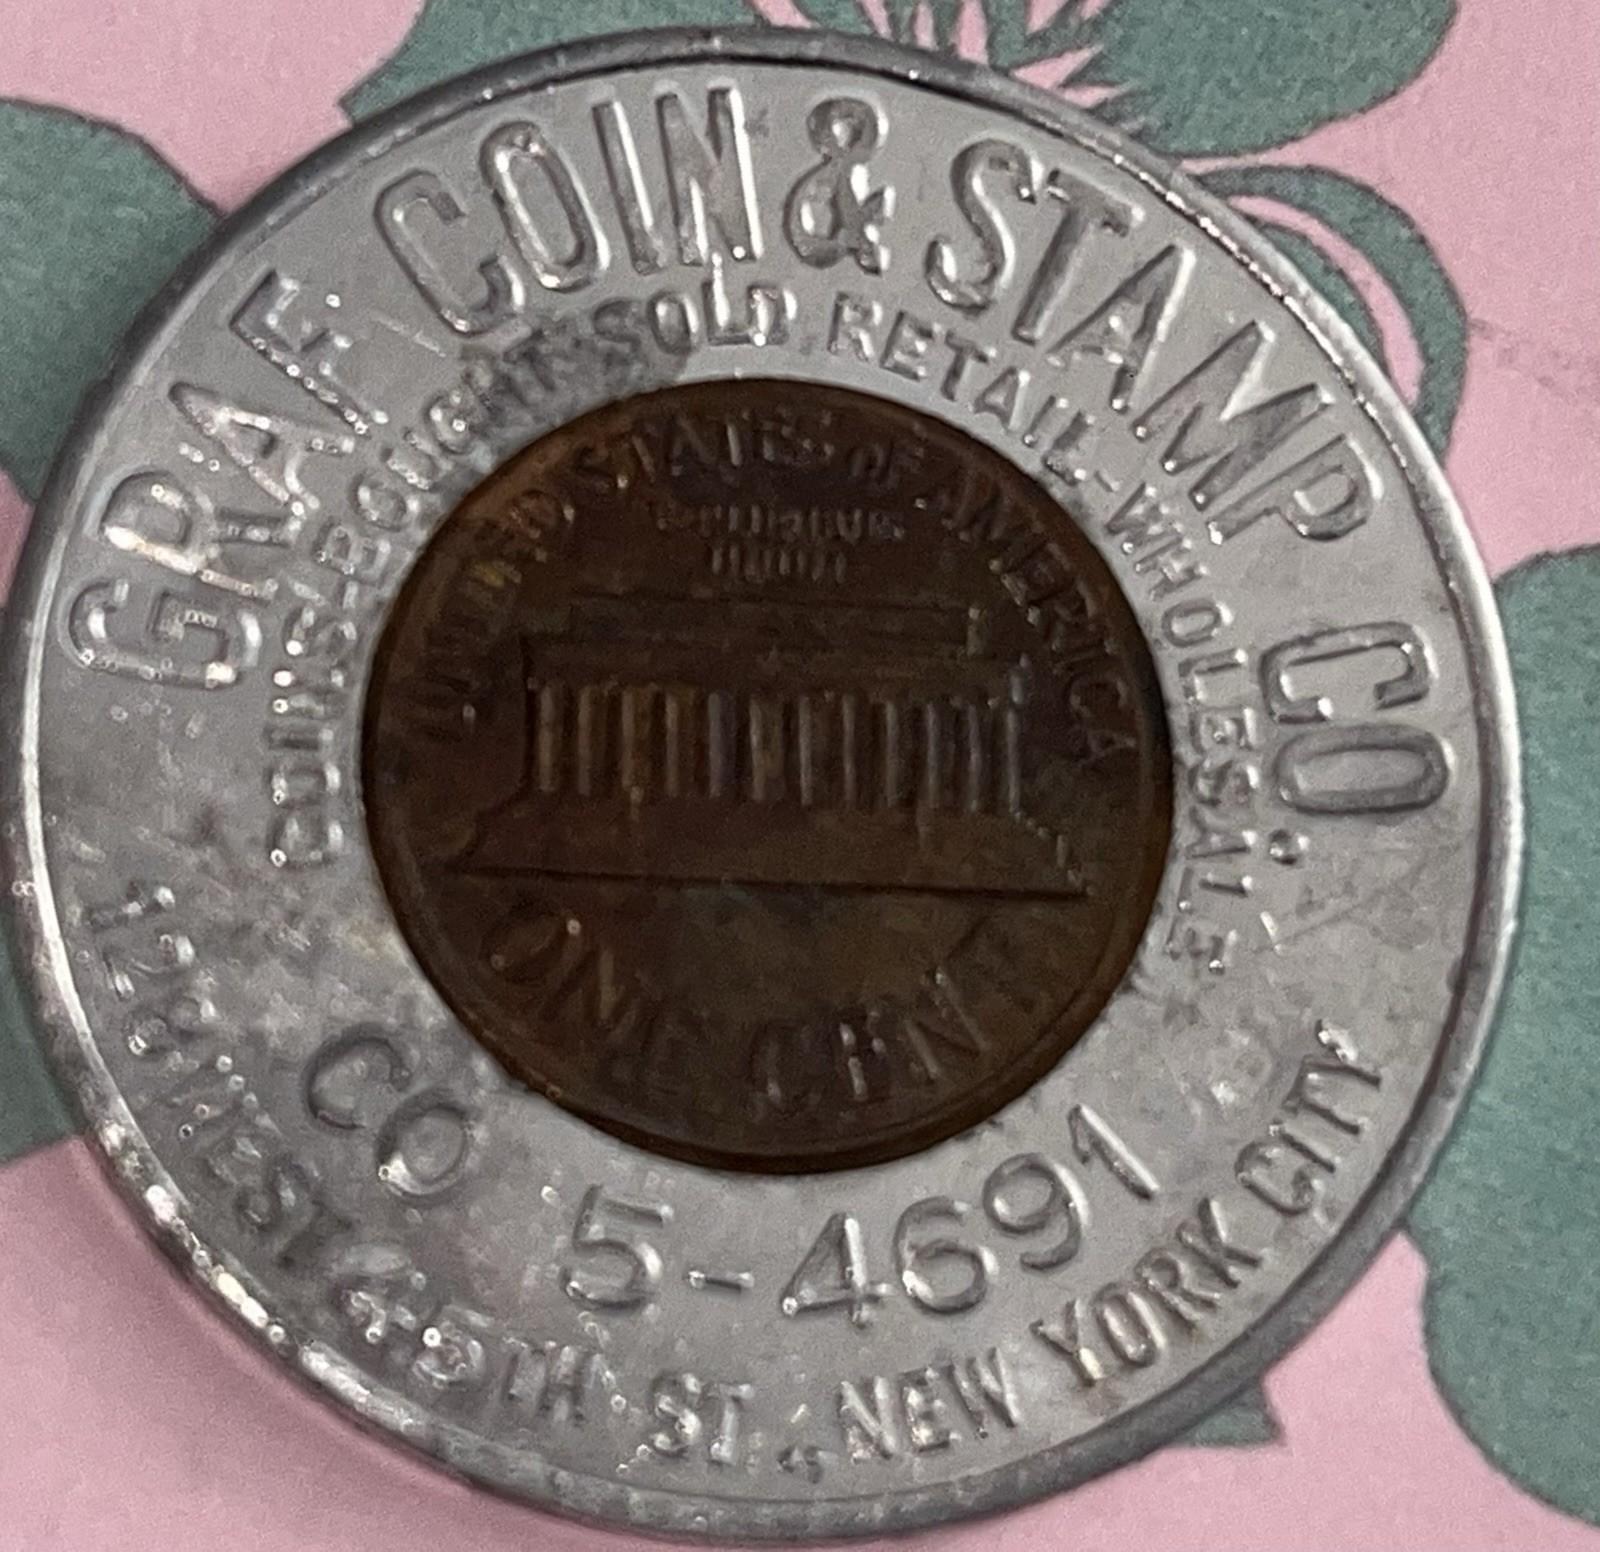 GRAF COIN & STAMP CO.
COINS-BOUGHT-SOLD RETAIL-WHOLESALE
UNITED STATES OF AMERICA
E·PLURIBUS
UNUM
ONE CENT
CO 5-4691
WEST 45TH ST., NEW YORK CITY